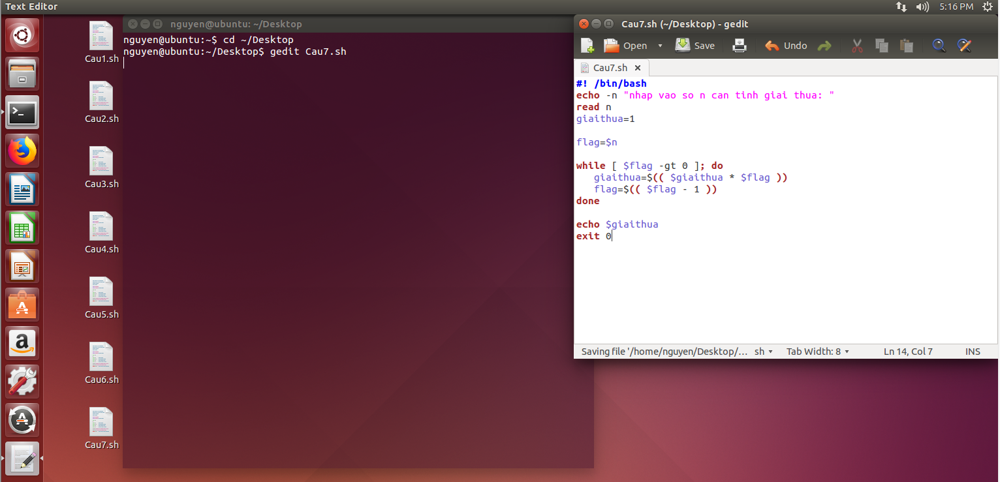 Text Editor
5:16 PM
Cau1.sh
Cau2.sh
Cau3.sh
Cau4.sh
Cau5.sh
Cau6.sh
Cau7.sh
nguyen@ubuntu: ~/Desktop
nguyen@ubuntu:~$ cd ~/Desktop
nguyen@ubuntu:~/Desktop$ gedit Cau7.sh
Cau7.sh (~/Desktop) - gedit
Open Save Undo
Cau7.sh
#! /bin/bash
echo -n "nhap vao so n can tinh giai thua: "
read n
giaithua=1
flag=$n
while [ $flag -gt 0 ]; do
   giaithua=$(( $giaithua * $flag ))
   flag=$(( $flag - 1 ))
done
echo $giaithua
exit 0
Saving file '/home/nguyen/Desktop/... sh Tab Width: 8 Ln 14, Col 7 INS